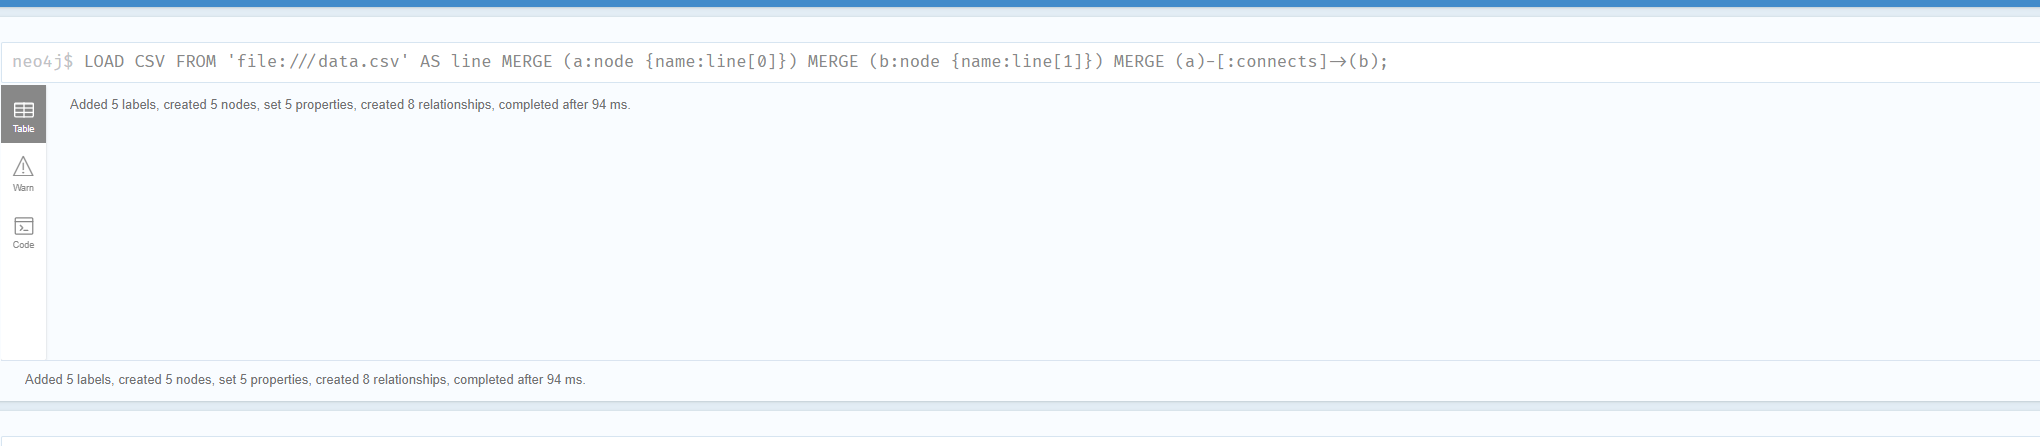 neo4j$ LOAD CSV FROM 'file:///data.csv' AS line MERGE (a:node {name:line[0]}) MERGE (b:node {name:line[1]}) MERGE (a)-[:connects]->(b);
Table
Added 5 labels, created 5 nodes, set 5 properties, created 8 relationships, completed after 94 ms.
Warn
Code
Added 5 labels, created 5 nodes, set 5 properties, created 8 relationships, completed after 94 ms.